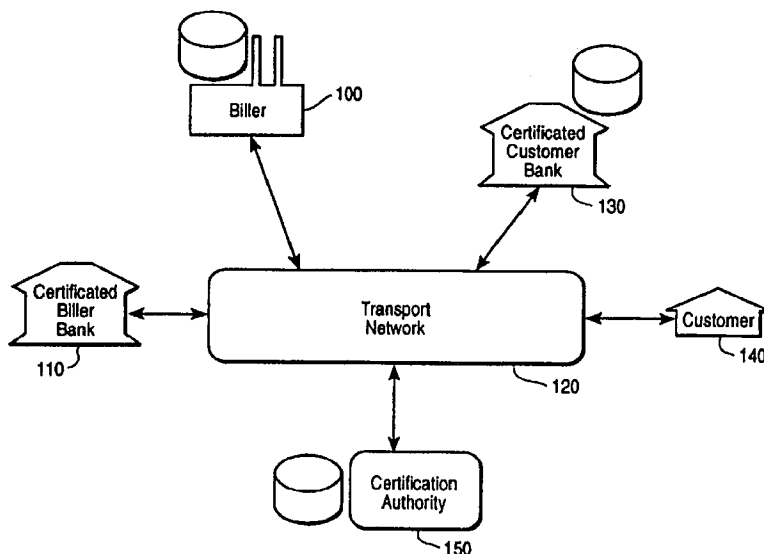 Biller
100
Certificated
Customer
Bank
130
Certificated
Biller
Bank
110
Transport
Network
120
Customer
140
Certification
Authority
150